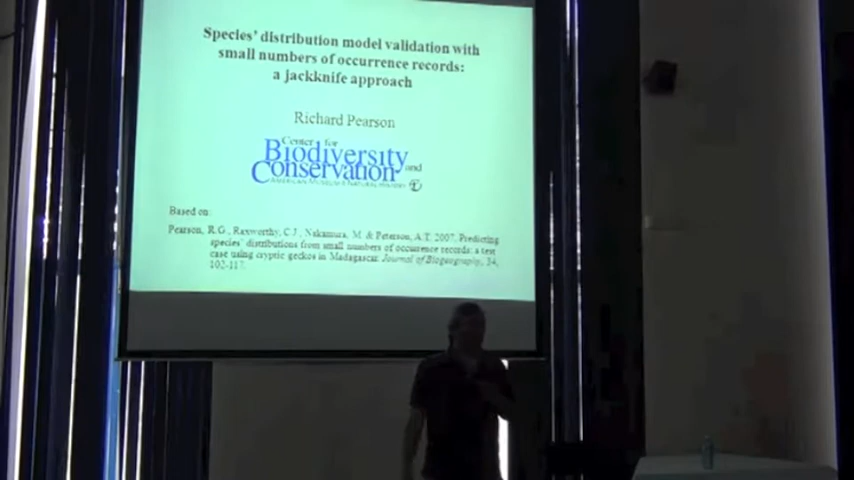 Species' distribution model validation with
small numbers of occurrence records:
a jackknife approach
Richard Pearson
Center for
Biodiversity and
Conservation
AMERICAN MUSEUM OF NATURAL HISTORY
Based on:
Pearson, R.G., Raxworthy, C.J., Nakamura, M. & Peterson, A.T. 2007. Predicting
species' distributions from small numbers of occurrence records: a test
case using cryptic geckos in Madagascar. Journal of Biogeography, 34,
102-117.